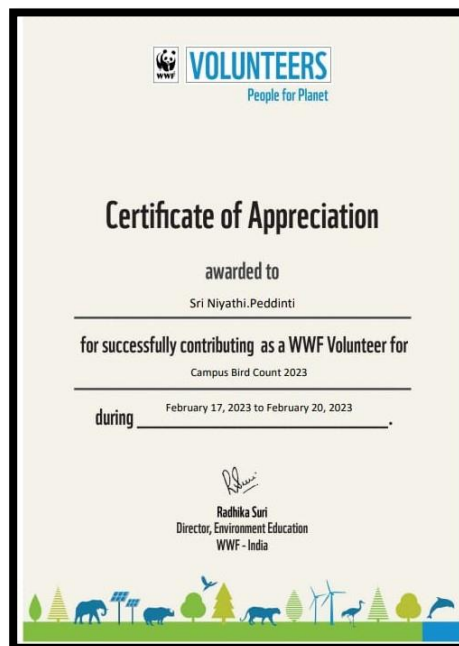 WWF
VOLUNTEERS
People for Planet
Certificate of Appreciation
awarded to
Sri Niyathi.Peddinti
for successfully contributing as a WWF Volunteer for
Campus Bird Count 2023
during February 17, 2023 to February 20, 2023.
RSuri
Radhika Suri
Director, Environment Education
WWF - India